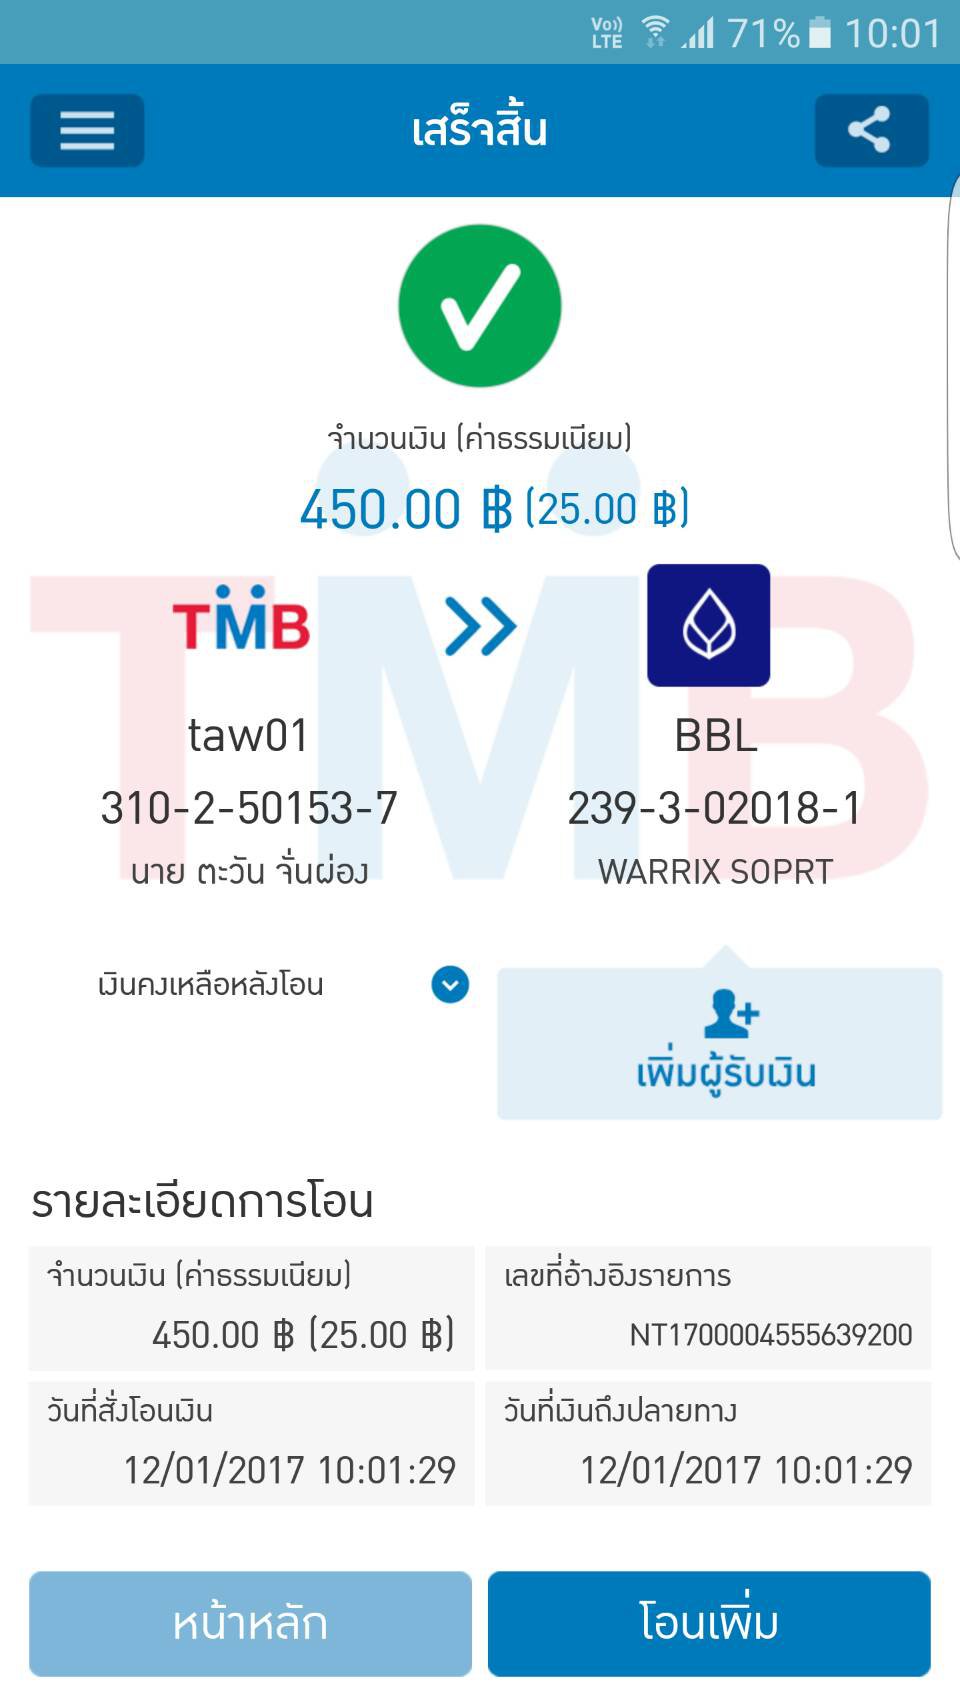 Vo)) LTE 71% 10:01
เสร็จสิ้น
จำนวนเงิน (ค่าธรรมเนียม)
450.00 ฿ (25.00 ฿)
TMB
taw01 BBL
310-2-50153-7 239-3-02018-1
นาย ตะวัน จั่นผ่อง WARRIX SOPRT
เงินคงเหลือหลังโอน
เพิ่มผู้รับเงิน
รายละเอียดการโอน
จำนวนเงิน (ค่าธรรมเนียม) เลขที่อ้างอิงรายการ
450.00 ฿ (25.00 ฿) NT1700004555639200
วันที่สั่งโอนเงิน วันที่เงินถึงปลายทาง
12/01/2017 10:01:29 12/01/2017 10:01:29
หน้าหลัก โอนเพิ่ม